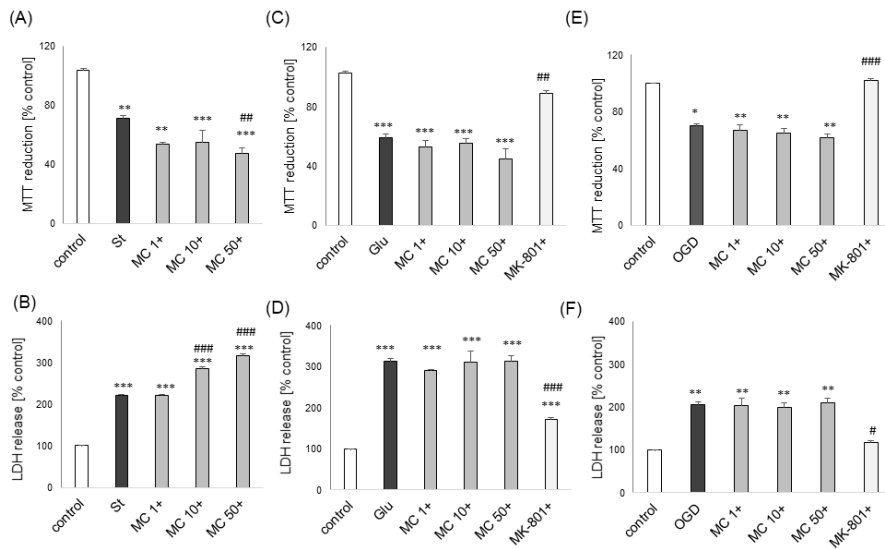 (A)
MTT reduction [% control]
120
80
40
0
**
**
***
##
***
control
St
MC 1+
MC 10+
MC 50+
(C)
MTT reduction [% control]
120
80
40
0
***
***
***
***
##
control
Glu
MC 1+
MC 10+
MC 50+
MK-801+
(E)
MTT reduction [% control]
120
80
40
0
*
**
**
**
###
control
OGD
MC 1+
MC 10+
MC 50+
MK-801+
(B)
LDH release [% control]
400
300
200
100
0
***
***
###
***
###
***
control
St
MC 1+
MC 10+
MC 50+
(D)
LDH release [% control]
400
300
200
100
0
***
***
***
***
###
***
control
Glu
MC 1+
MC 10+
MC 50+
MK-801+
(F)
LDH release [% control]
400
300
200
100
0
**
**
**
**
#
control
OGD
MC 1+
MC 10+
MC 50+
MK-801+